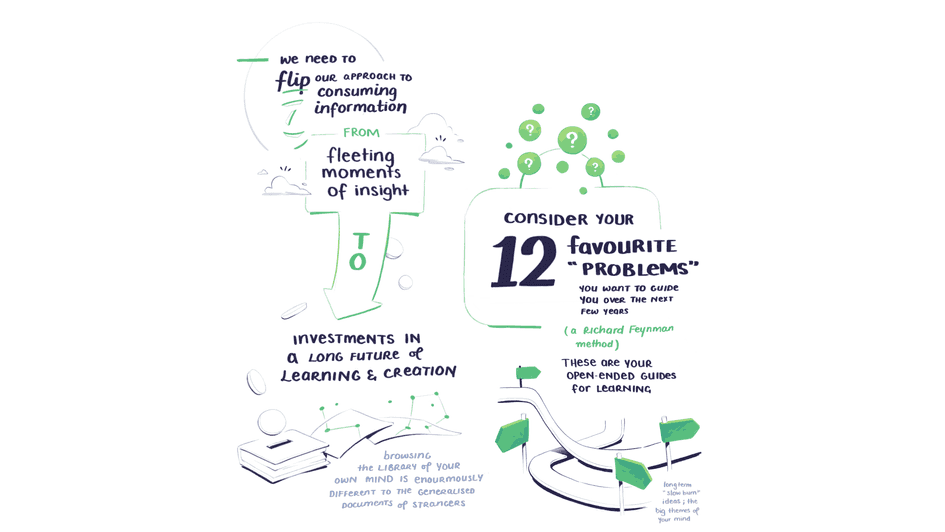 WE NEED TO
flip OUR APPROACH TO
consuming
information
FROM
fleeting
moments
of insight
TO
INVESTMENTS IN
a LONG FUTURE of
LEARNING & CREATION
browsing
the LIBRARY of YOUR
OWN MIND IS ENOURMOUSLY
DIFFERENT TO THE GENERALISED
DOCUMENTS OF STRANGERS
? ? ? ? ?
CONSIDER YOUR
12 favouRITE
"PROBLEMS"
YOU WANT TO GUIDE
YOU OVER THE NEXT
FEW YEARS
(a Richard Feynman
method)
THESE ARE YOUR
OPEN-ENDED GUIDES
for LEARNING
long term
"slow burn"
ideas; the
big themes of
your mind